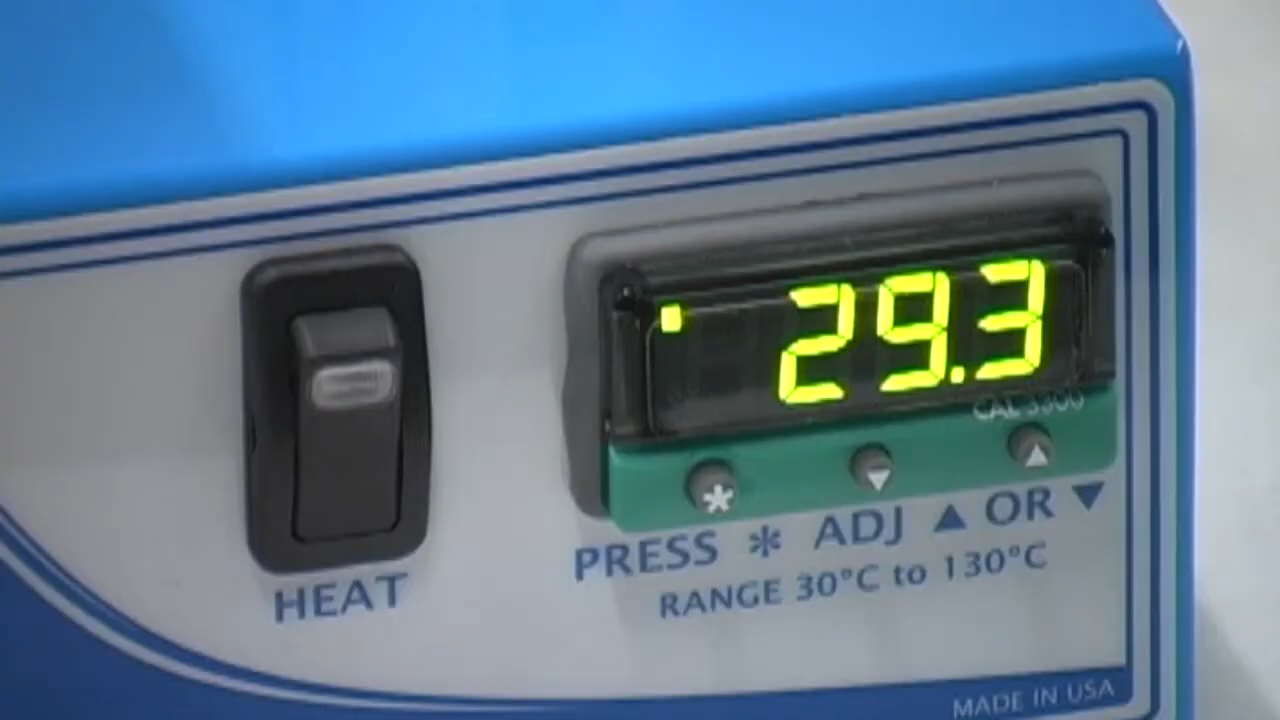 29.3
CAL 3300
*  ▼ ▲
PRESS * ADJ ▲ OR ▼
HEAT
RANGE 30°C to 130°C
MADE IN USA